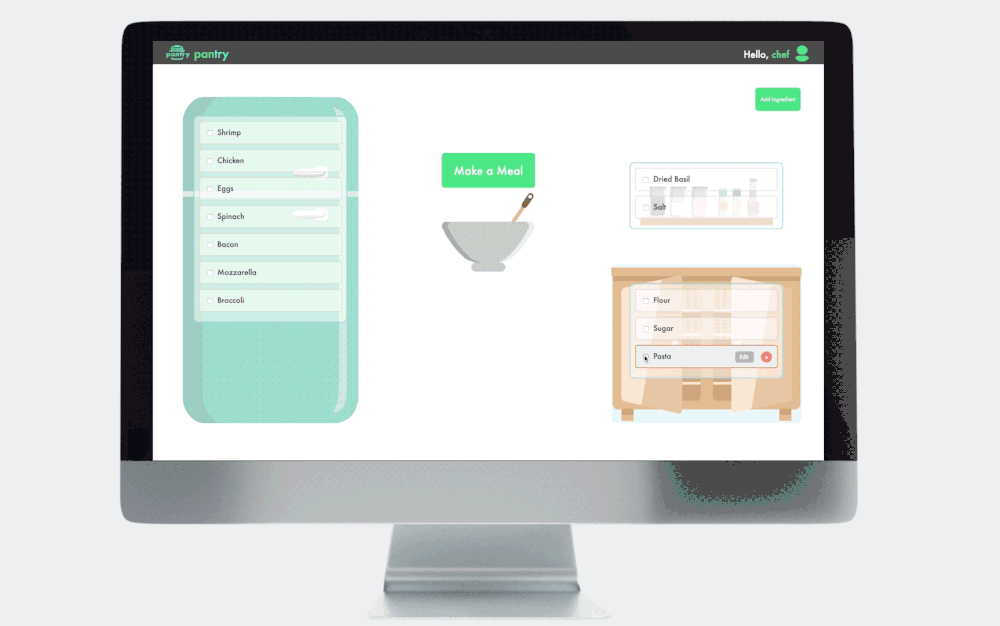 pantry pantry
Hello, chef
Add Ingredient
Shrimp
Chicken
Eggs
Spinach
Bacon
Mozzarella
Broccoli
Make a Meal
Dried Basil
Salt
Flour
Sugar
Pasta
Edit
x